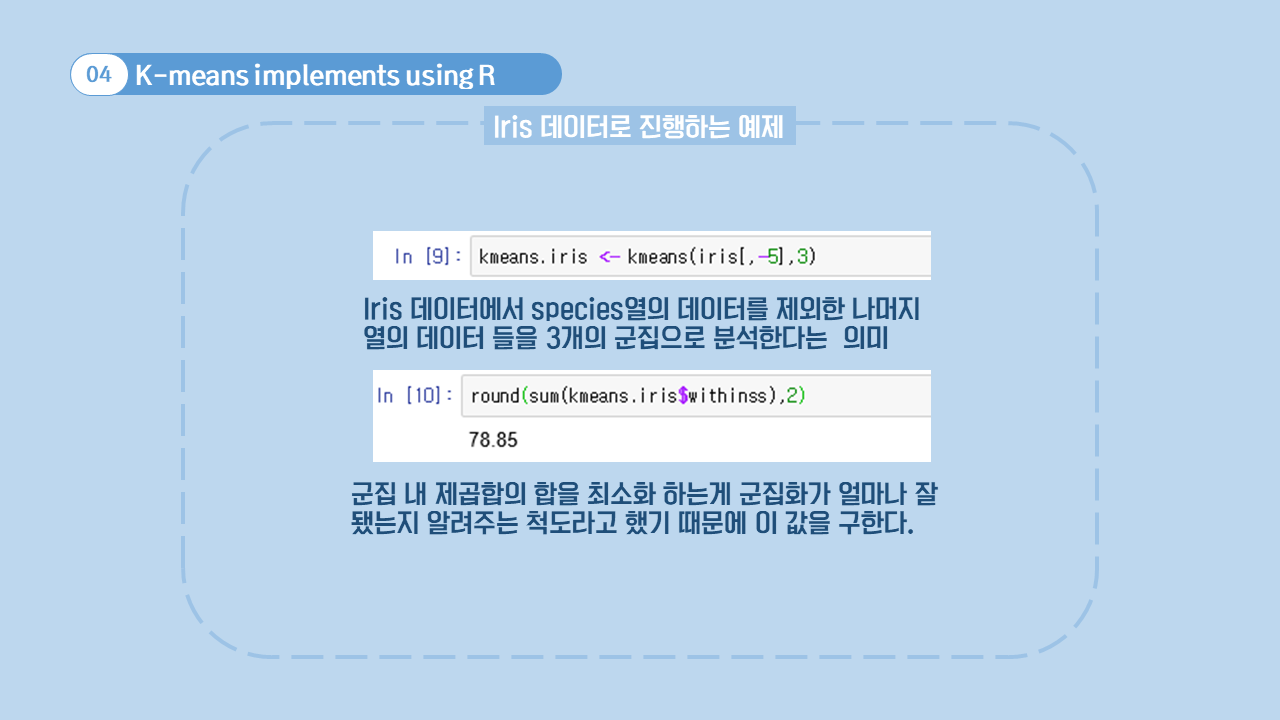 04 K-means implements using R
Iris 데이터로 진행하는 예제
In [9]: kmeans.iris <- kmeans(iris[,-5],3)
Iris 데이터에서 species열의 데이터를 제외한 나머지
열의 데이터 들을 3개의 군집으로 분석한다는 의미
In [10]: round(sum(kmeans.iris$withinss),2)
78.85
군집 내 제곱합의 합을 최소화 하는게 군집화가 얼마나 잘
됐는지 알려주는 척도라고 했기 때문에 이 값을 구한다.